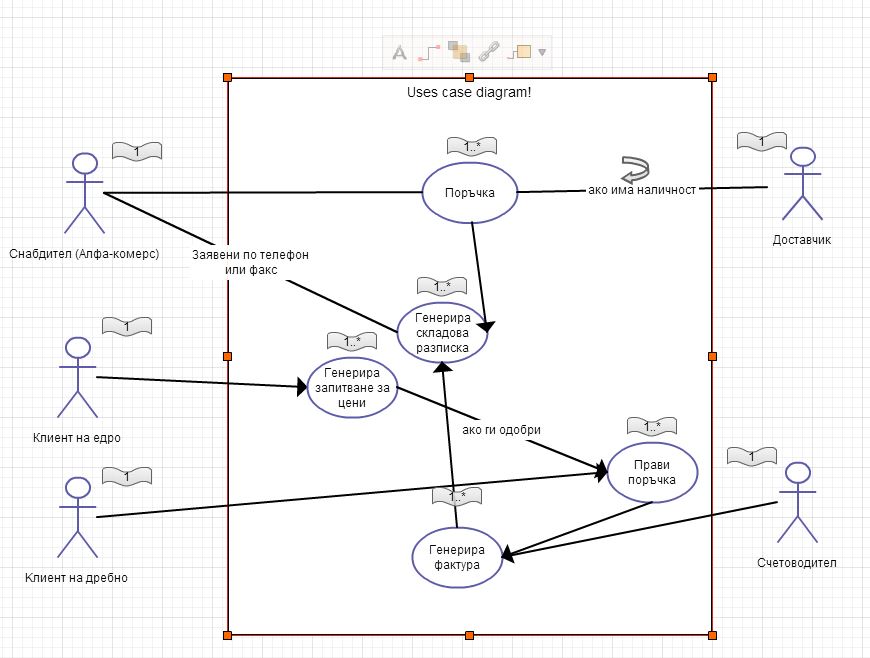 Uses case diagram!
1
1..*
1
Поръчка
ако има наличност
Снабдител (Алфа-комерс)
Доставчик
Заявени по телефон
или факс
1..*
Генерира
складова
разписка
1
1..*
Генерира
запитване за
цени
Клиент на едро
ако ги одобри
1..*
Прави
поръчка
1
1
1..*
Генерира
фактура
Клиент на дребно
Счетоводител